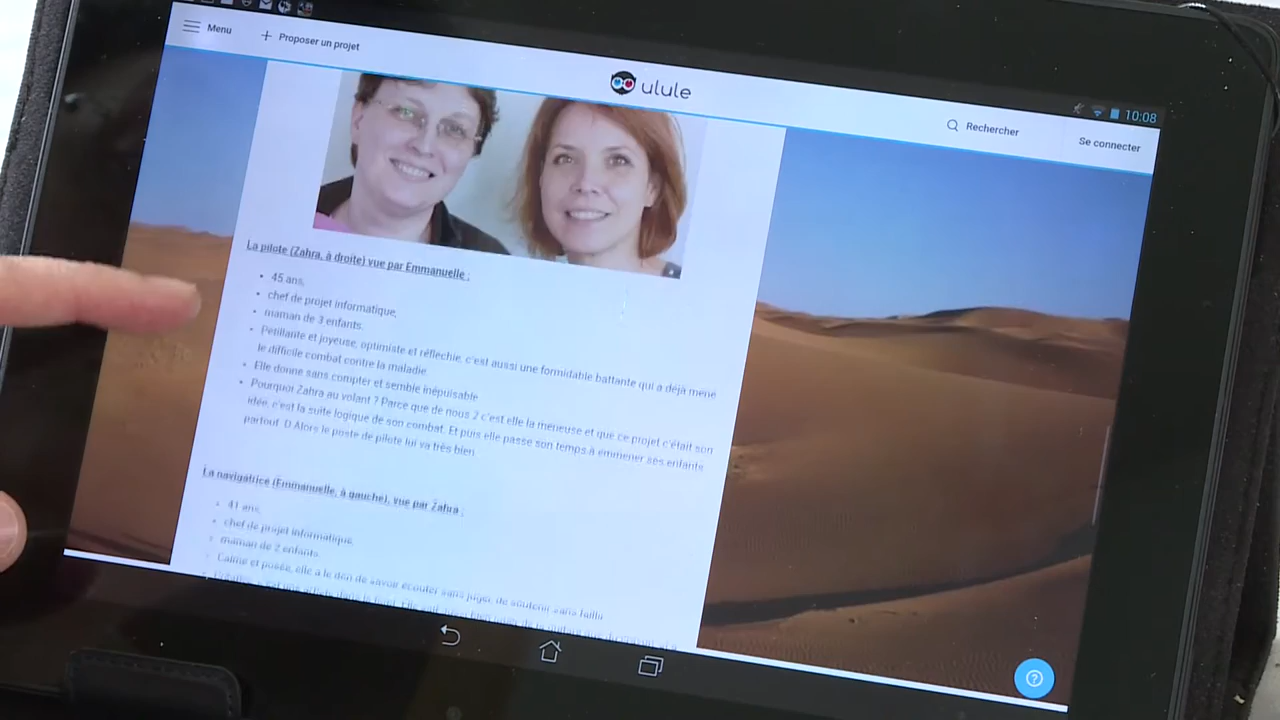 Menu
Proposer un projet
ulule
10:08
Rechercher
Se connecter
La pilote (Zahra, à droite) vue par Emmanuelle :
45 ans,
chef de projet informatique,
maman de 3 enfants.
Pétillante et joyeuse, optimiste et réfléchie, c'est aussi une formidable battante qui a déjà mené
le difficile combat contre la maladie.
Elle donne sans compter et semble inépuisable
Pourquoi Zahra au volant ? Parce que de nous 2 c'est elle la meneuse et que ce projet c'était son
idée, c'est la suite logique de son combat. Et puis elle passe son temps à emmener ses enfants
partout :D Alors le poste de pilote lui va très bien.
La navigatrice (Emmanuelle, à gauche), vue par Zahra :
41 ans,
chef de projet informatique,
maman de 2 enfants.
Calme et posée, elle a le don de savoir écouter sans juger, de soutenir sans faillir